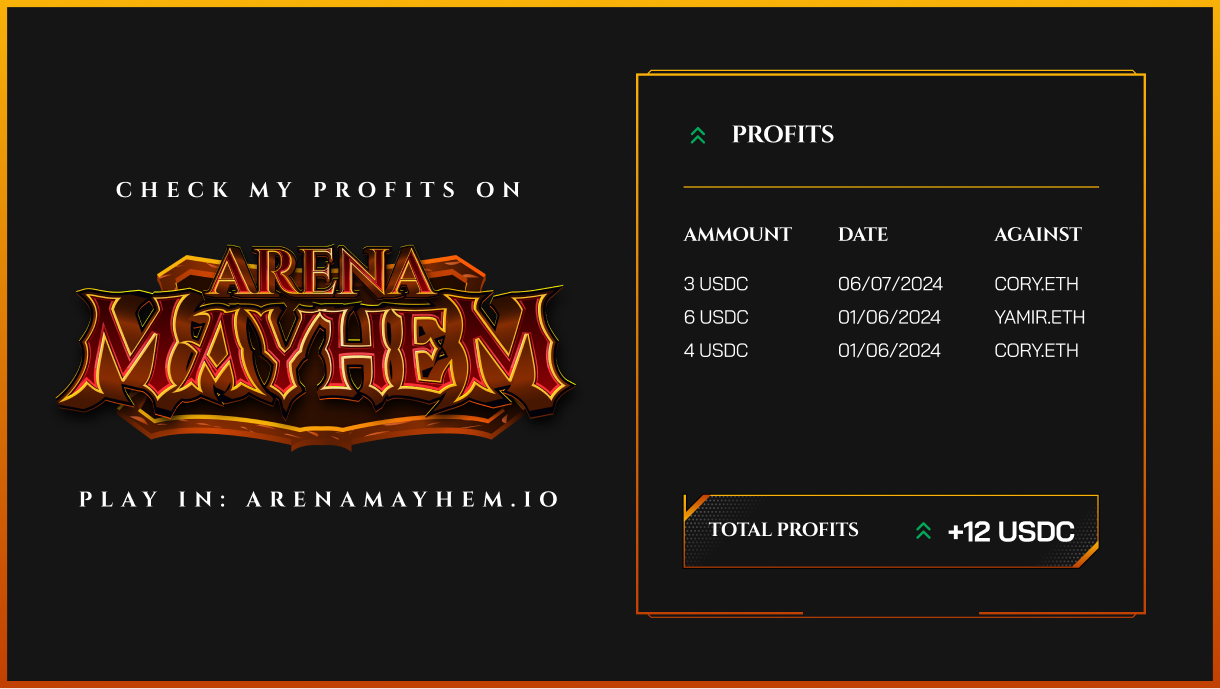 CHECK MY PROFITS ON
ARENA
MAYHEM
PLAY IN: ARENAMAYHEM.IO
PROFITS
AMMOUNT DATE AGAINST
3 USDC 06/07/2024 CORY.ETH
6 USDC 01/06/2024 YAMIR.ETH
4 USDC 01/06/2024 CORY.ETH
TOTAL PROFITS +12 USDC